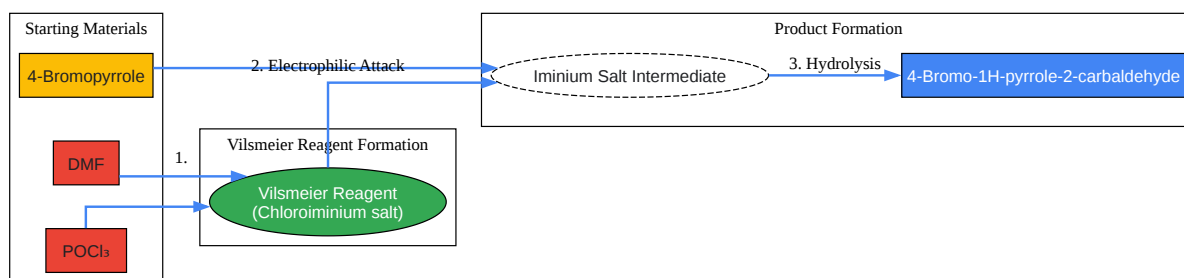 Starting Materials
Product Formation
4-Bromopyrrole
2. Electrophilic Attack
Iminium Salt Intermediate
3. Hydrolysis
4-Bromo-1H-pyrrole-2-carbaldehyde
Vilsmeier Reagent Formation
DMF
1.
Vilsmeier Reagent
(Chloroiminium salt)
POCl₃